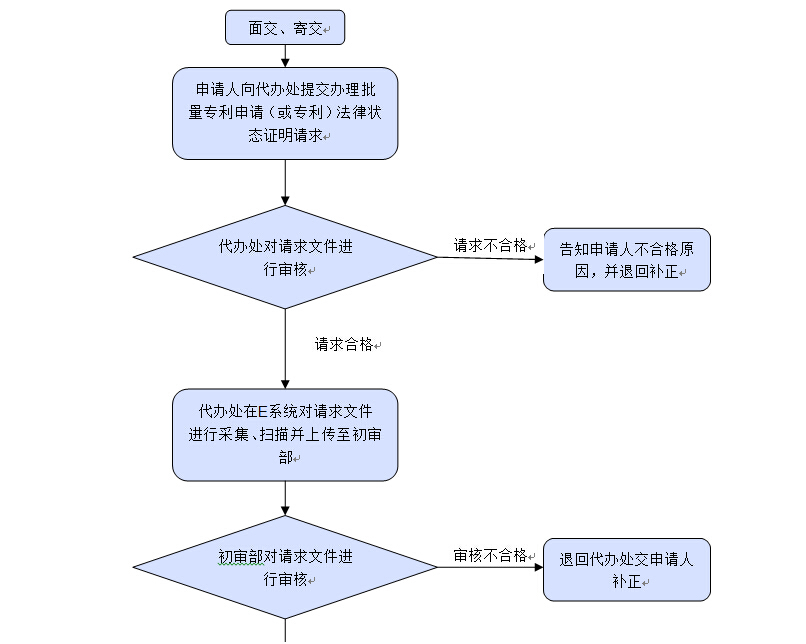 面交、寄交
申请人向代办处提交办理批
量专利申请（或专利）法律状
态证明请求
代办处对请求文件进
行审核
请求不合格
告知申请人不合格原
因，并退回补正
请求合格
代办处在E系统对请求文件
进行采集、扫描并上传至初审
部
初审部对请求文件进
行审核
审核不合格
退回代办处交申请人
补正